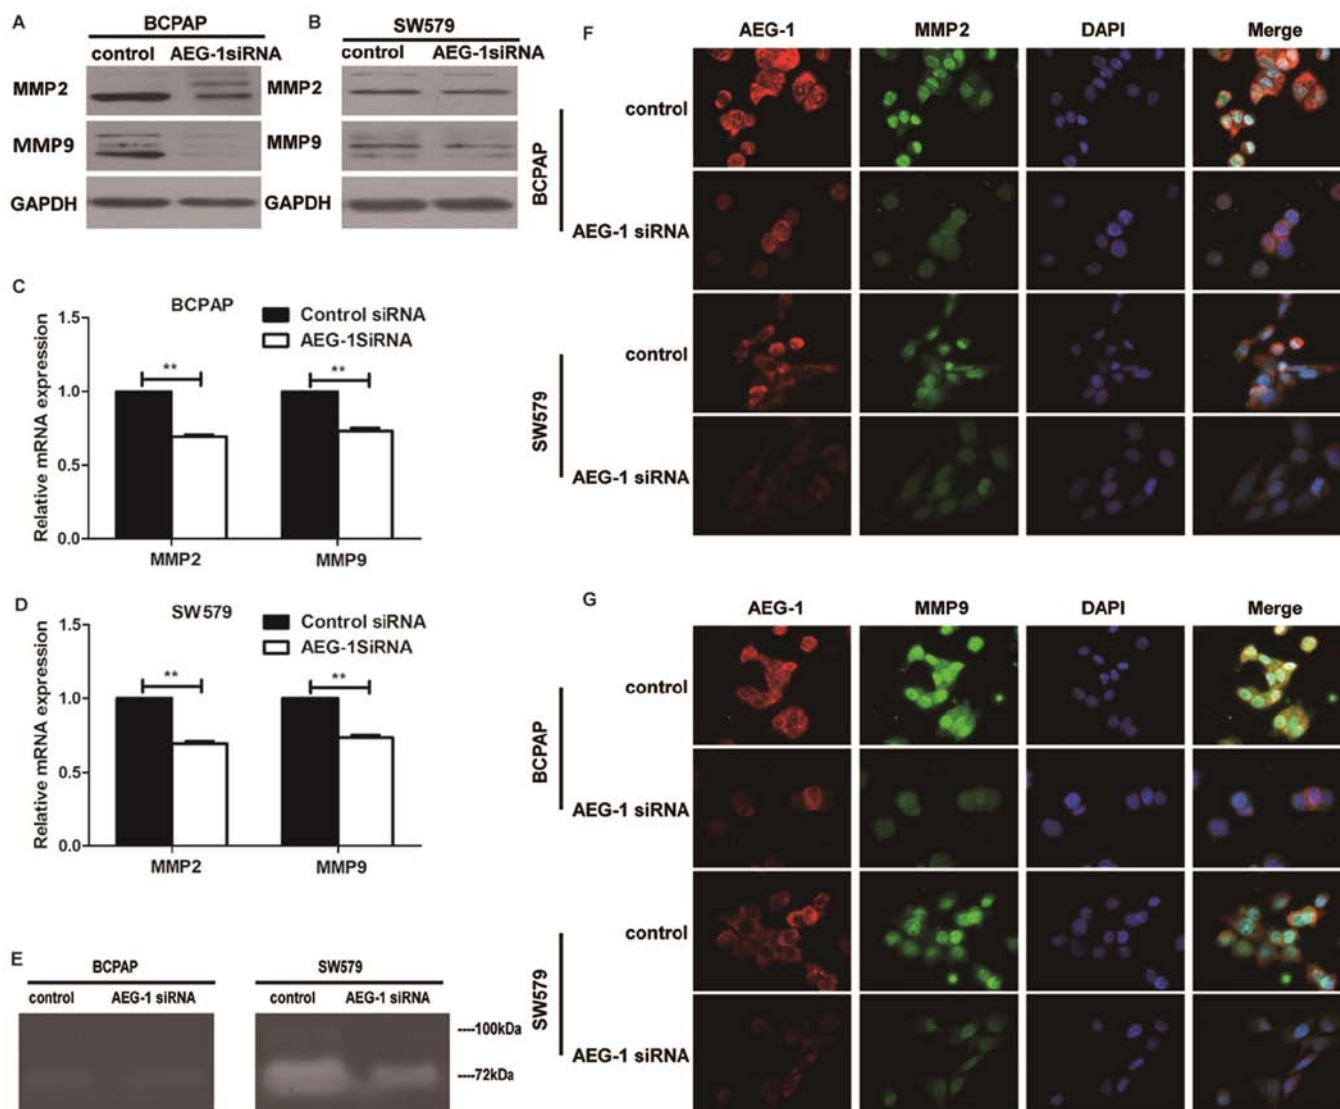 A
BCPAP
control AEG-1siRNA
MMP2
MMP9
GAPDH
B
SW579
control AEG-1siRNA
MMP2
MMP9
GAPDH
C
BCPAP
Control siRNA
AEG-1SiRNA
Relative mRNA expression
1.5
1.0
0.5
0.0
**
**
MMP2 MMP9
D
SW579
Control siRNA
AEG-1SiRNA
Relative mRNA expression
1.5
1.0
0.5
0.0
**
**
MMP2 MMP9
E
BCPAP SW579
control AEG-1 siRNA control AEG-1 siRNA
----100kDa
----72kDa
F
AEG-1 MMP2 DAPI Merge
BCPAP
control
AEG-1 siRNA
SW579
control
AEG-1 siRNA
G
AEG-1 MMP9 DAPI Merge
BCPAP
control
AEG-1 siRNA
SW579
control
AEG-1 siRNA